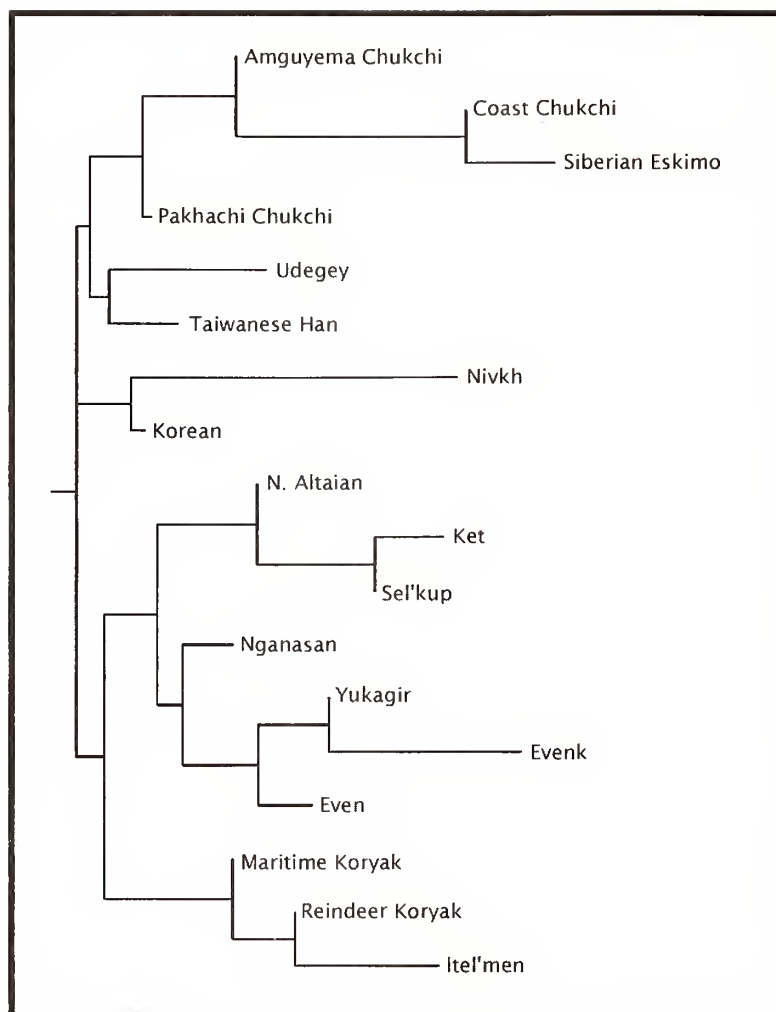 Amguyema Chukchi
Coast Chukchi
Siberian Eskimo
Pakhachi Chukchi
Udegey
Taiwanese Han
Nivkh
Korean
N. Altaian
Ket
Sel'kup
Nganasan
Yukagir
Evenk
Even
Maritime Koryak
Reindeer Koryak
Itel'men